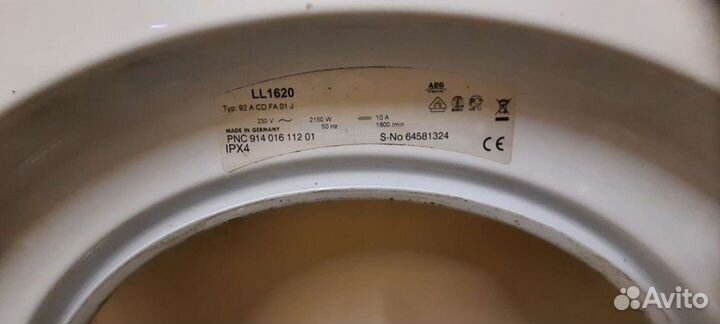 LL1620
AEG
Typ. 92 A CD FA 01 J
230 V ~ 2150 W 10 A
50 Hz 1600 /min
MADE IN GERMANY
PNC 914 016 112 01 S-No 64581324
IPX4 CE
Avito